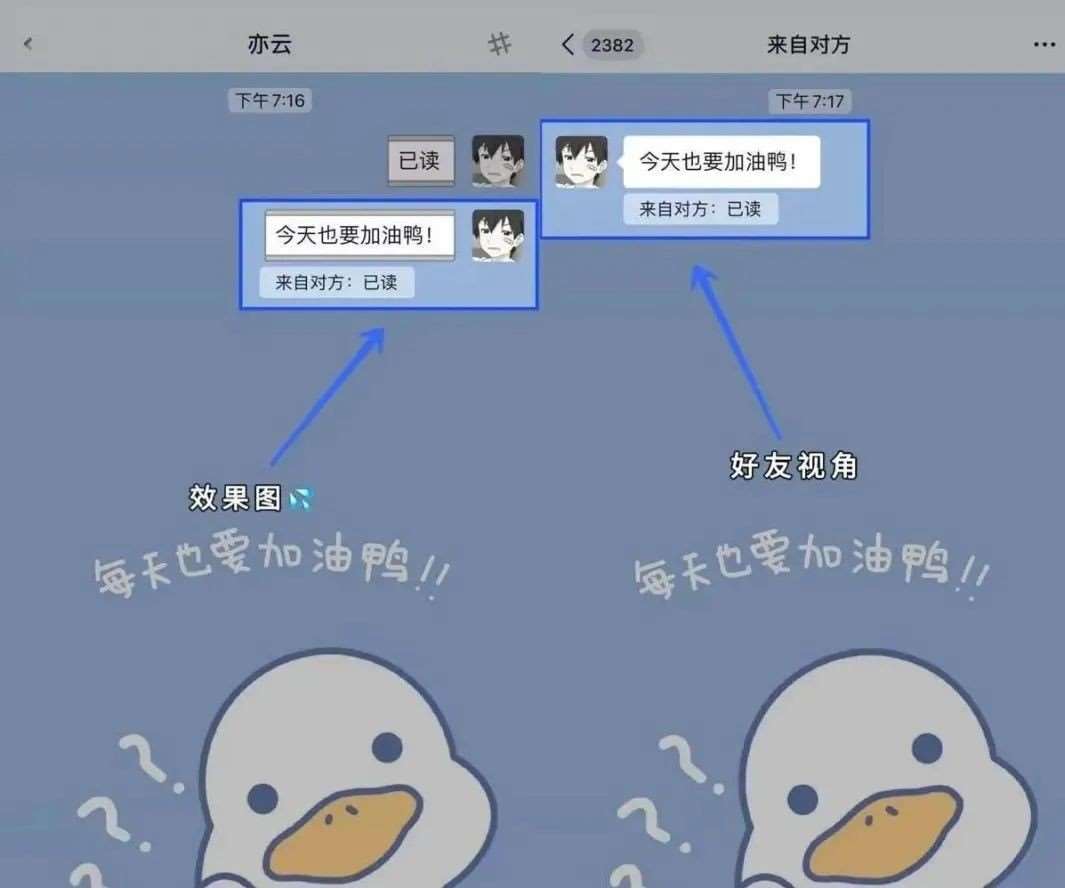 亦云
下午7:16
已读
今天也要加油鸭！
来自对方：已读
效果图
每天也要加油鸭!!
? ? ?
2382
来自对方
下午7:17
今天也要加油鸭！
来自对方：已读
好友视角
每天也要加油鸭!!
? ? ?